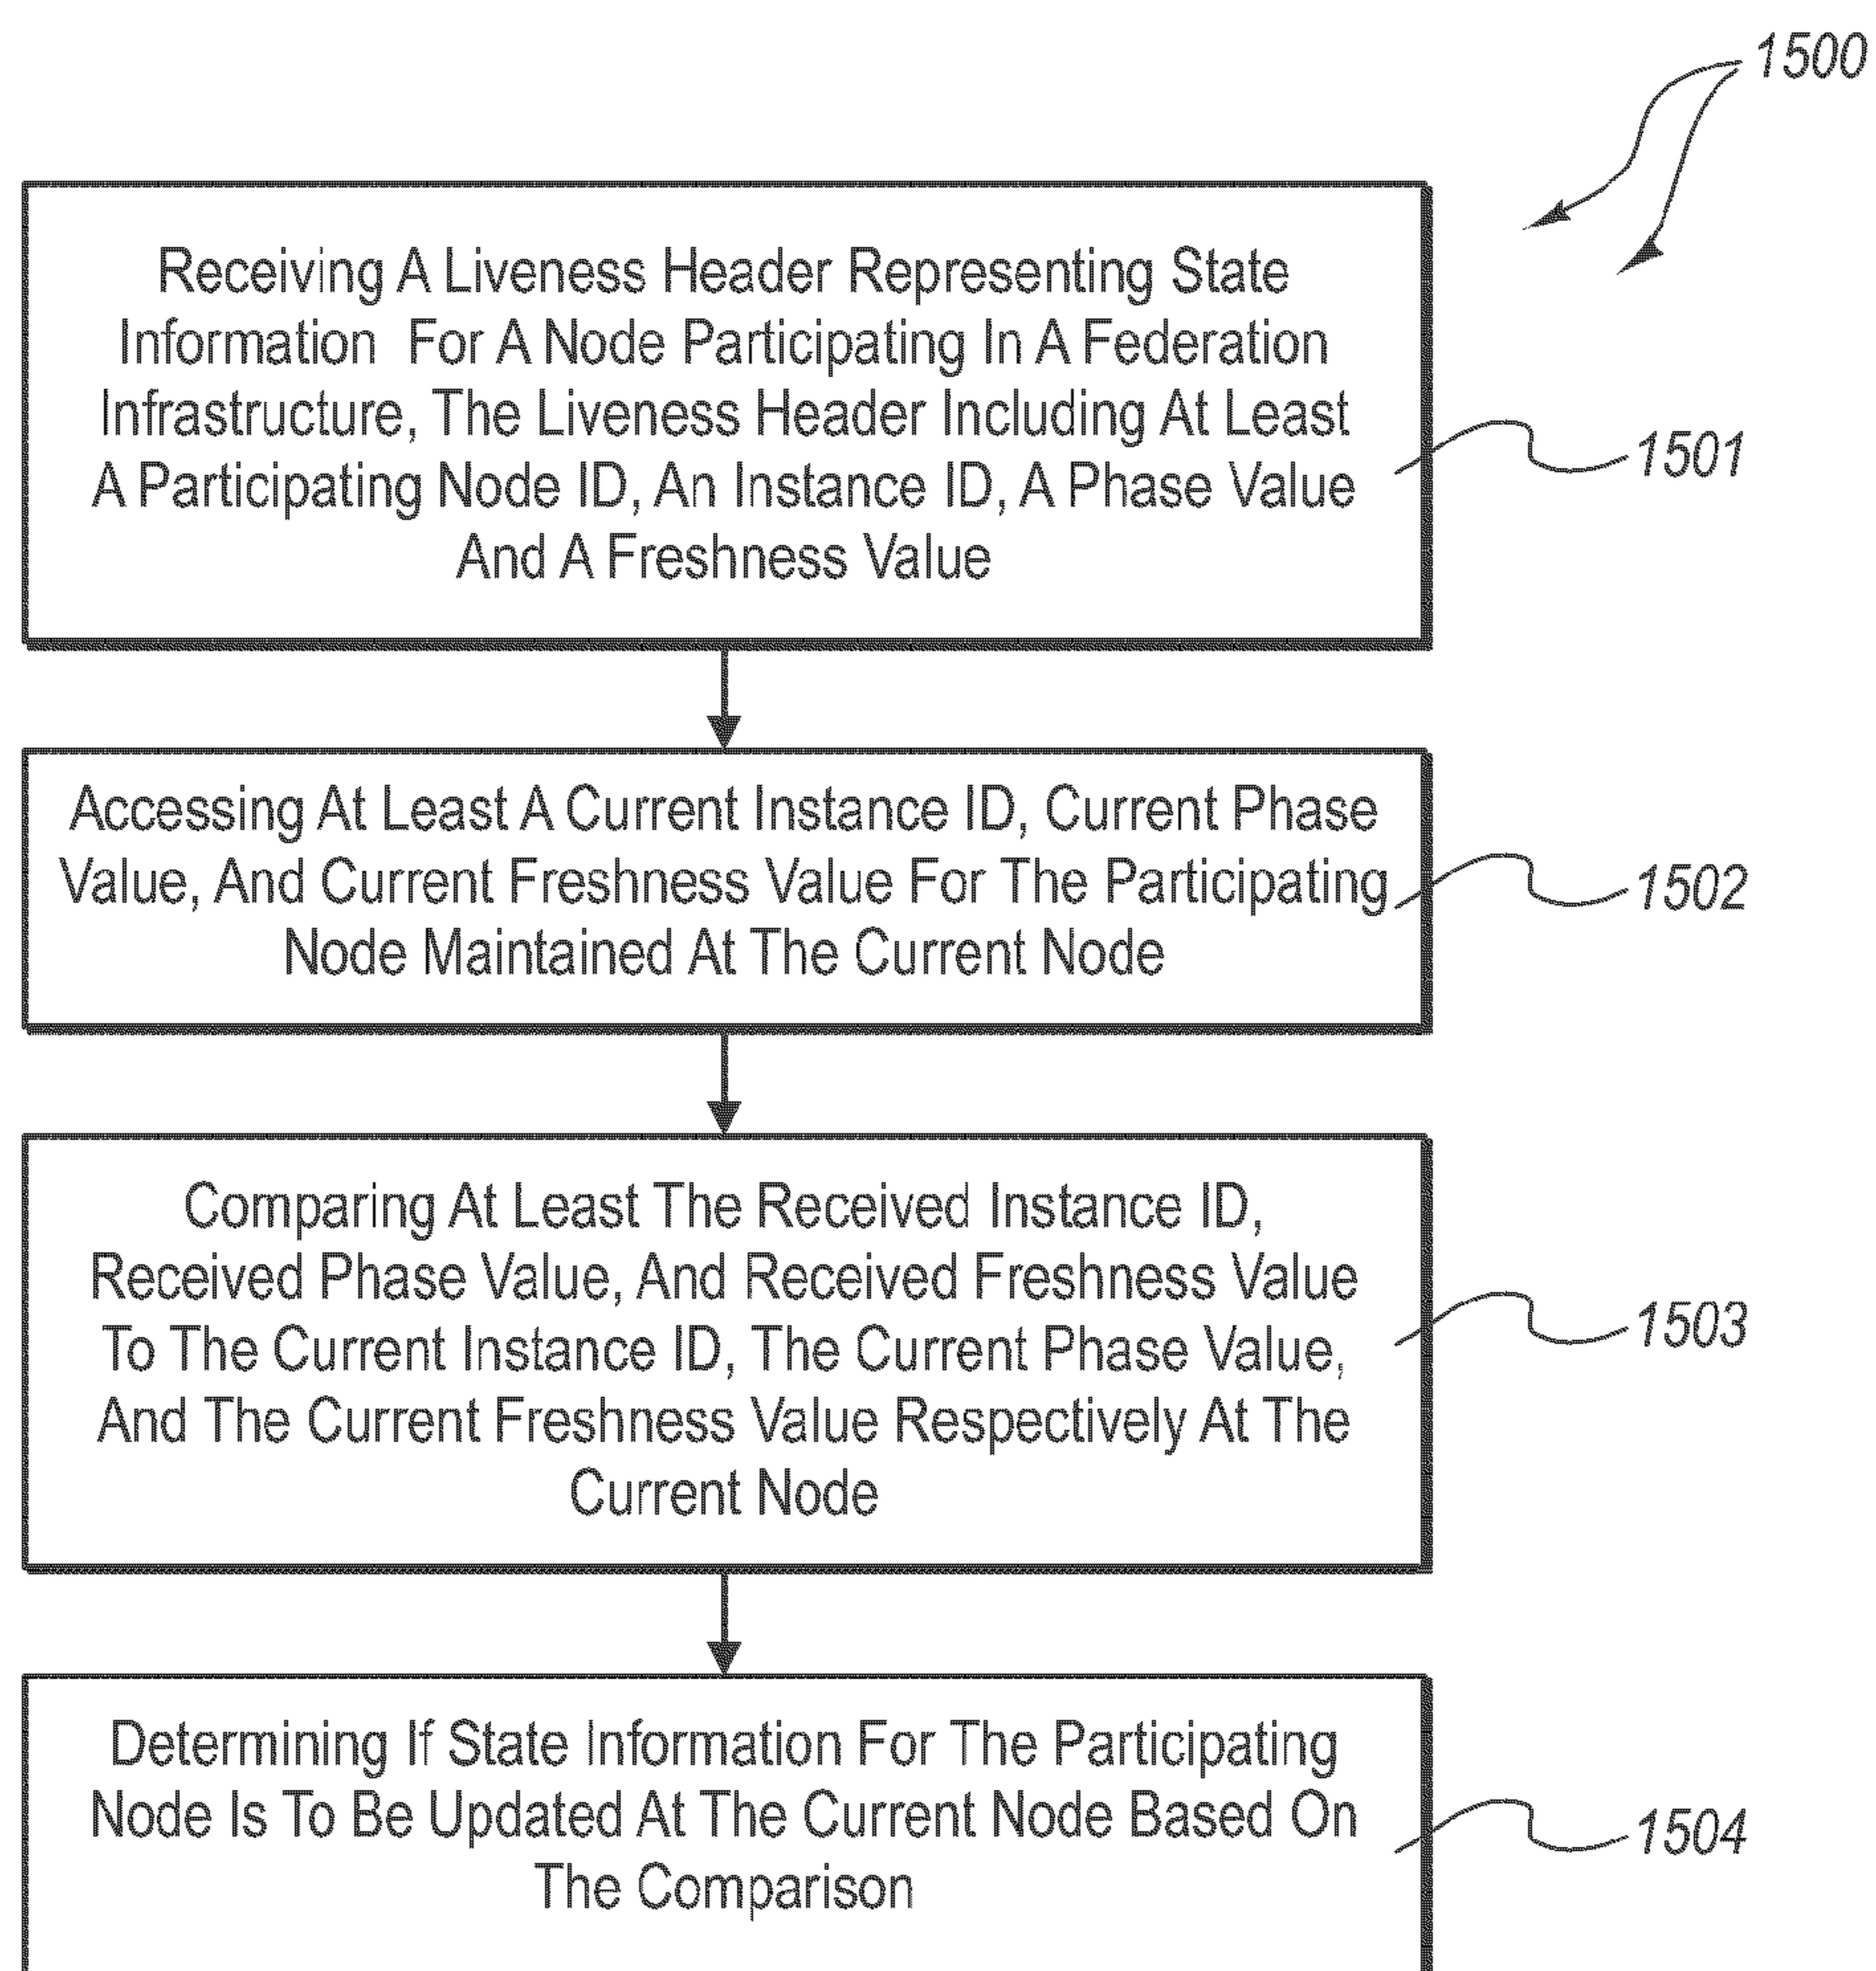 1500
Receiving A Liveness Header Representing State
Information For A Node Participating In A Federation
Infrastructure, The Liveness Header Including At Least
A Participating Node ID, An Instance ID, A Phase Value
And A Freshness Value
1501
Accessing At Least A Current Instance ID, Current Phase
Value, And Current Freshness Value For The Participating
Node Maintained At The Current Node
1502
Comparing At Least The Received Instance ID,
Received Phase Value, And Received Freshness Value
To The Current Instance ID, The Current Phase Value,
And The Current Freshness Value Respectively At The
Current Node
1503
Determining If State Information For The Participating
Node Is To Be Updated At The Current Node Based On
The Comparison
1504